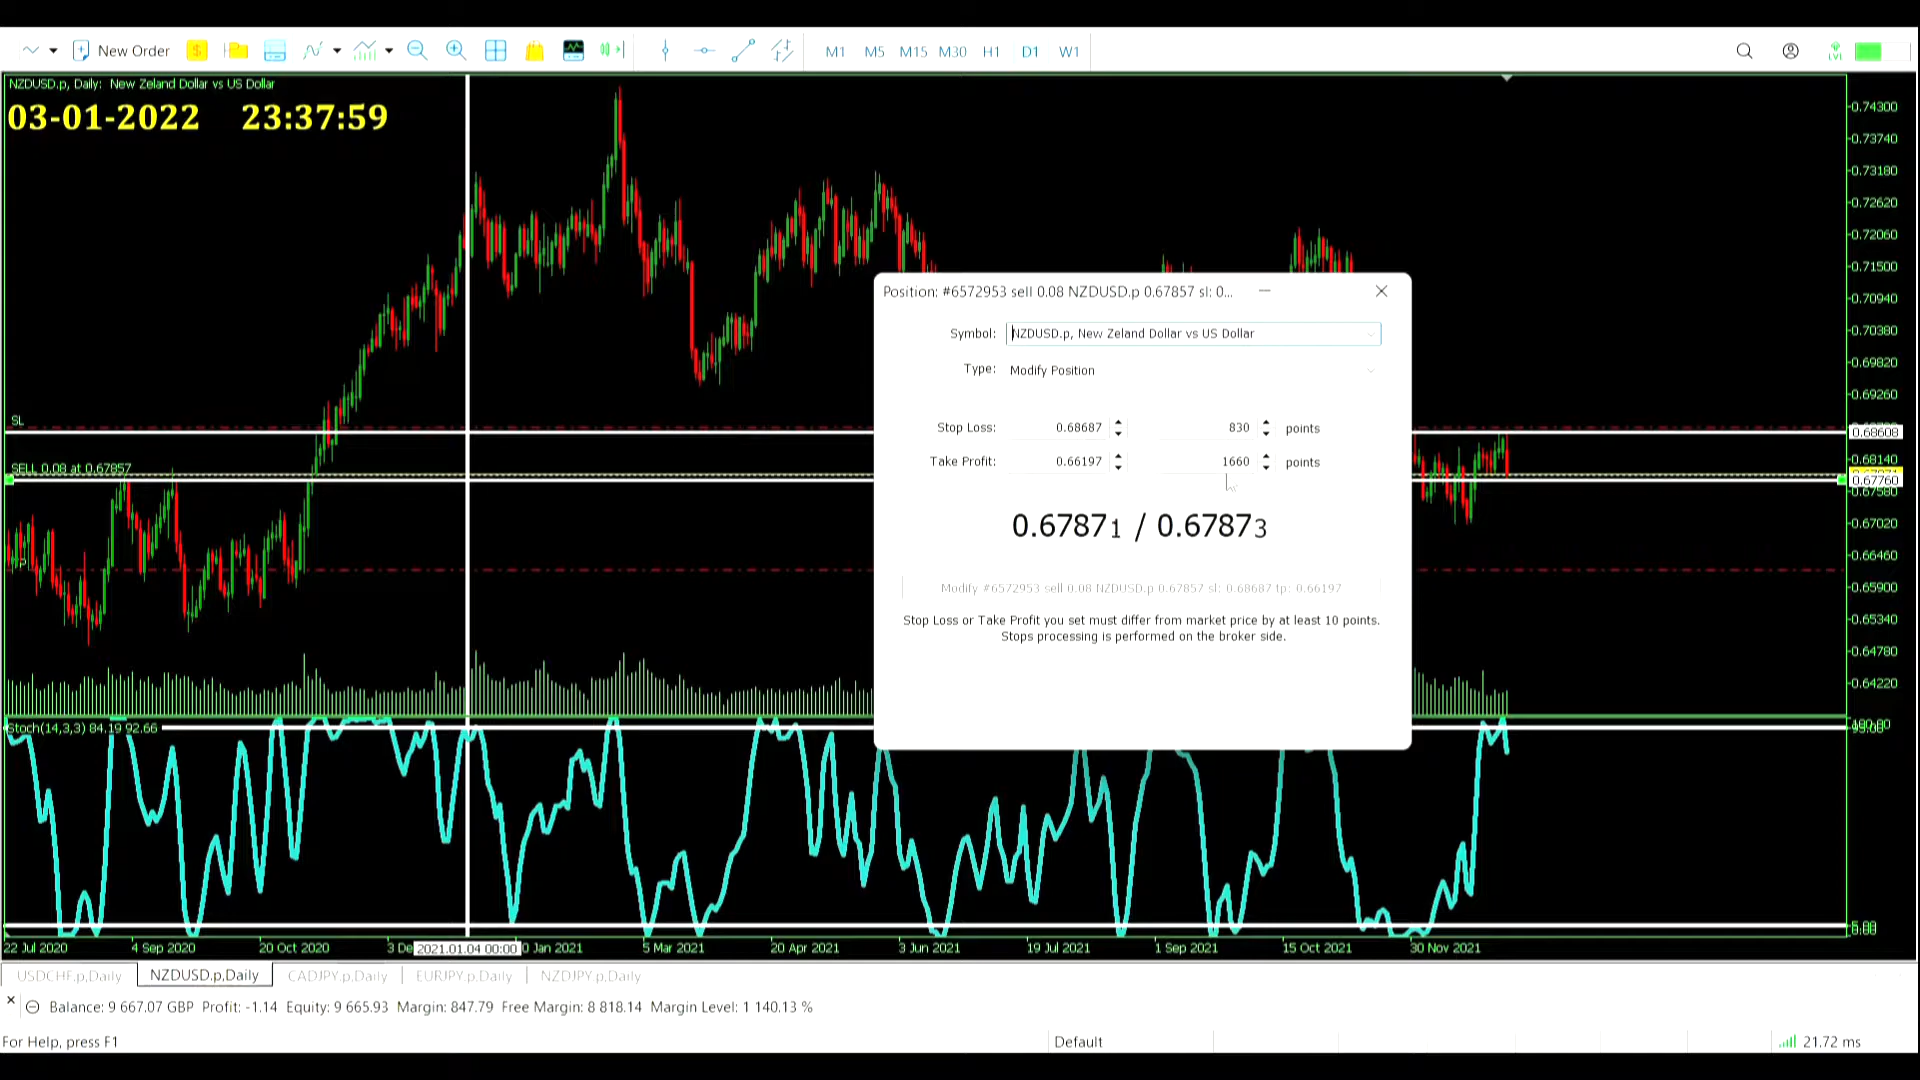 New Order M1 M5 M15 M30 H1 D1 W1
NZDUSD.p, Daily: New Zeland Dollar vs US Dollar
03-01-2022 23:37:59
0.74300
0.73740
0.73180
0.72620
0.72060
0.71500
0.70940
0.70380
0.69820
0.69260
SL
0.68608
0.68140
SELL 0.08 at 0.67857
0.67760
0.67580
0.67020
0.66460
0.65900
0.65340
0.64780
0.64220
Position: #6572953 sell 0.08 NZDUSD.p 0.67857 sl: 0...
Symbol: NZDUSD.p, New Zeland Dollar vs US Dollar
Type: Modify Position
Stop Loss: 0.68687 830 points
Take Profit: 0.66197 1660 points
0.67871 / 0.67873
Modify #6572953 sell 0.08 NZDUSD.p 0.67857 sl: 0.68687 tp: 0.66197
Stop Loss or Take Profit you set must differ from market price by at least 10 points.
Stops processing is performed on the broker side.
Stoch(14,3,3) 84.19 92.66
22 Jul 2020 4 Sep 2020 20 Oct 2020 3 De 2021.01.04 00:00 0 Jan 2021 5 Mar 2021 20 Apr 2021 3 Jun 2021 19 Jul 2021 1 Sep 2021 15 Oct 2021 30 Nov 2021
USDCHF.p,Daily NZDUSD.p,Daily CADJPY.p,Daily EURJPY.p,Daily NZDJPY.p,Daily
Balance: 9 667.07 GBP Profit: -1.14 Equity: 9 665.93 Margin: 847.79 Free Margin: 8 818.14 Margin Level: 1 140.13 %
For Help, press F1 Default 21.72 ms